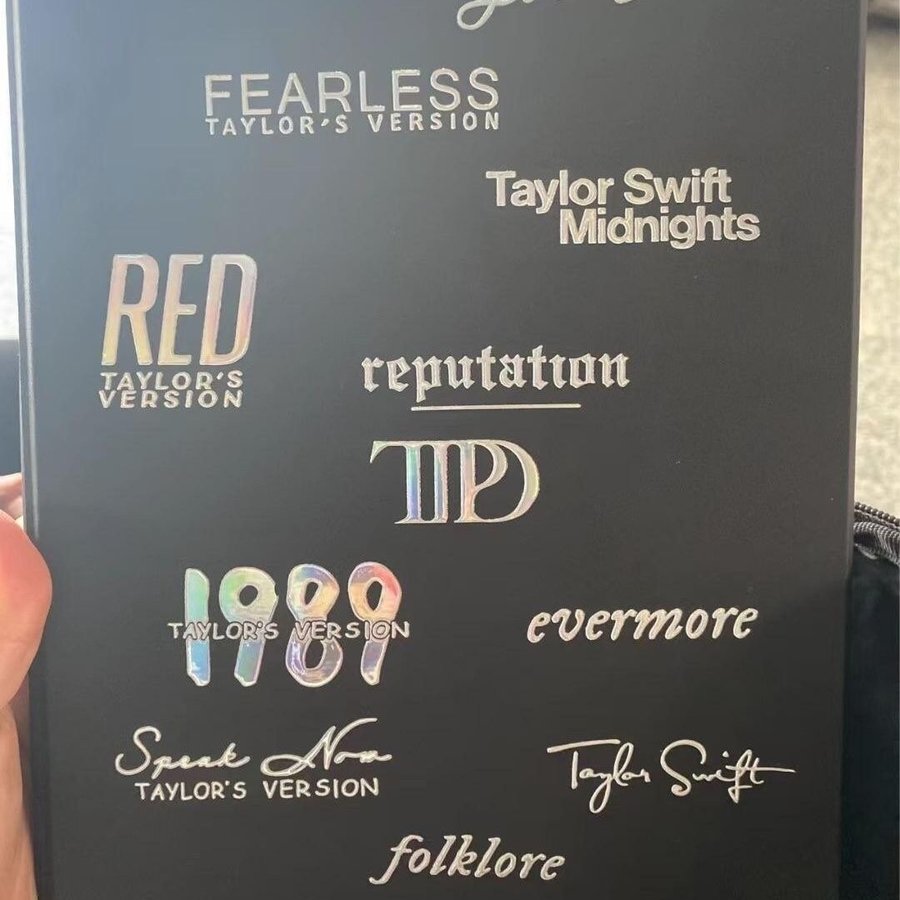 FEARLESS
TAYLOR'S VERSION
Taylor Swift
Midnights
RED
TAYLOR'S
VERSION
reputation
TTPD
1989
TAYLOR'S VERSION
evermore
Speak Now
TAYLOR'S VERSION
Taylor Swift
folklore